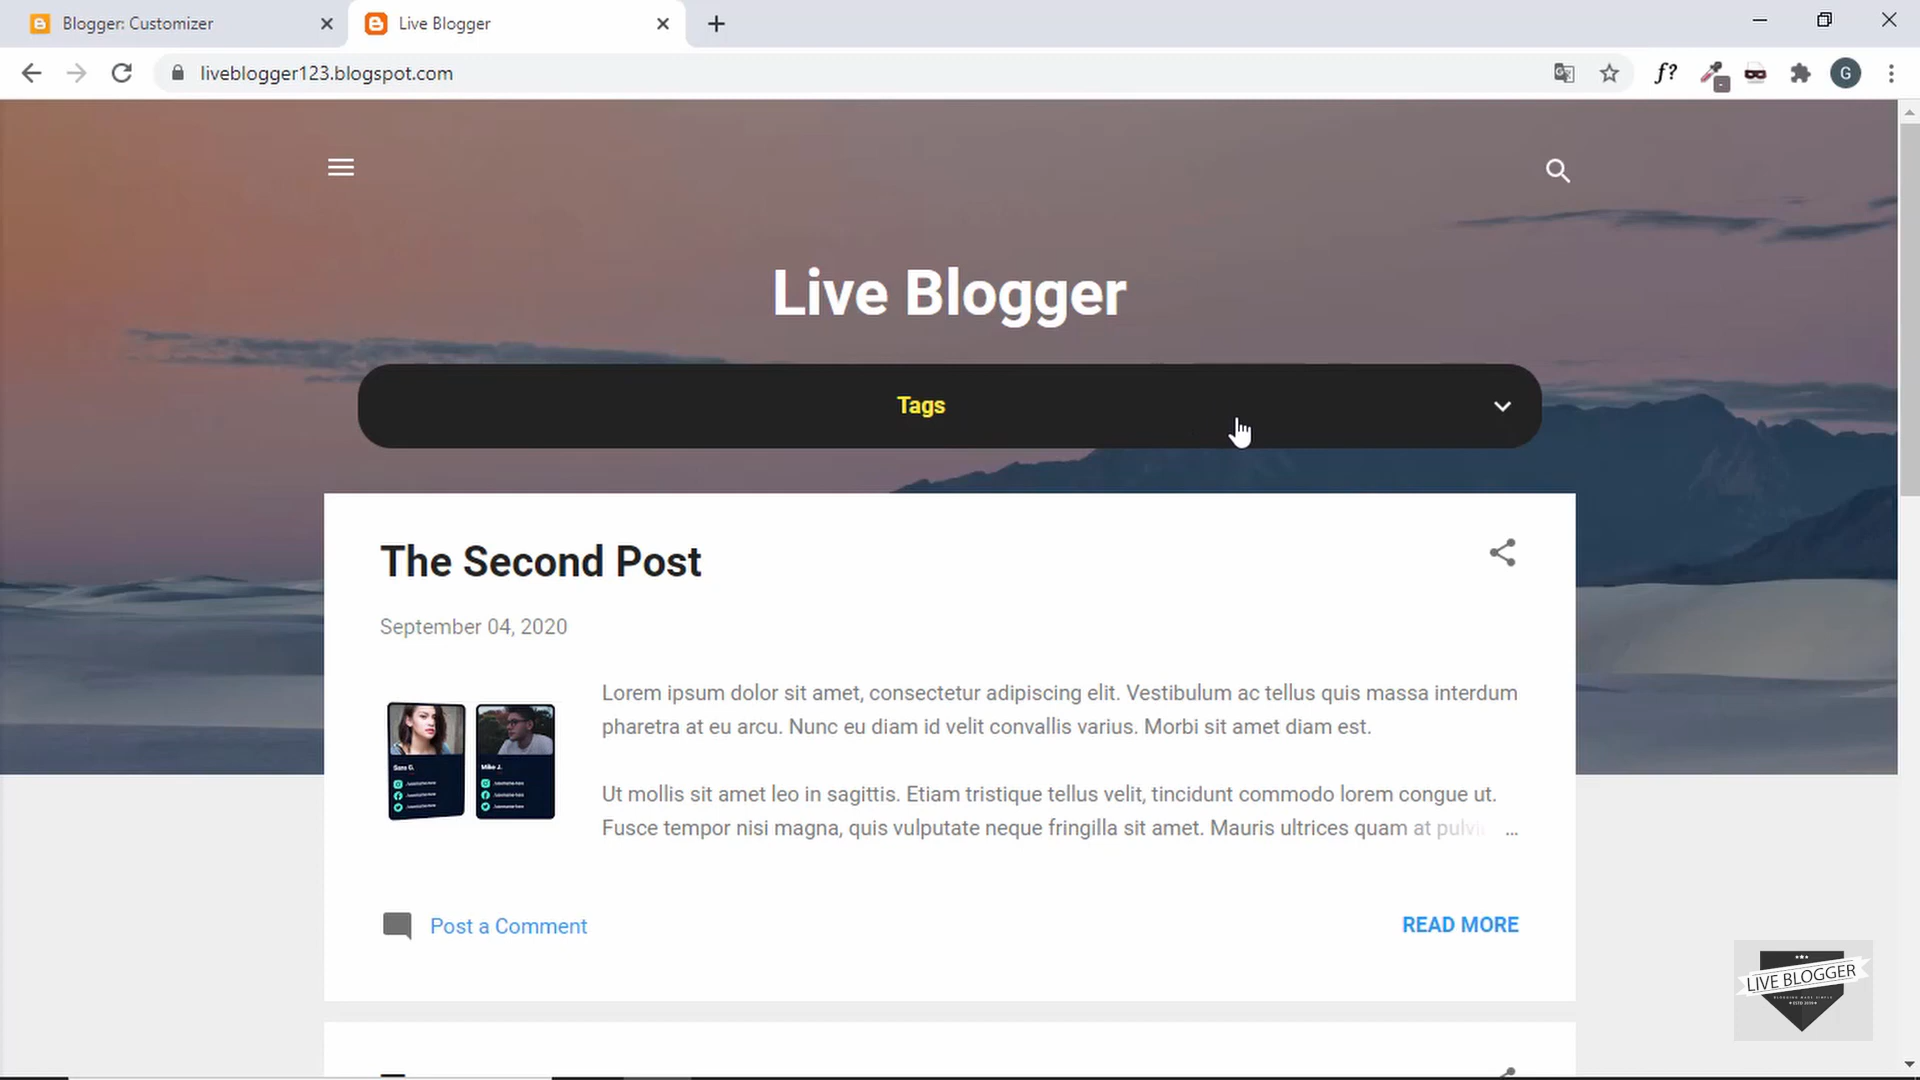 Blogger: Customizer
Live Blogger
liveblogger123.blogspot.com
f?
G
Live Blogger
Tags
The Second Post
September 04, 2020
Lorem ipsum dolor sit amet, consectetur adipiscing elit. Vestibulum ac tellus quis massa interdum
pharetra at eu arcu. Nunc eu diam id velit convallis varius. Morbi sit amet diam est.
Sara G.
Mike J.
Ut mollis sit amet leo in sagittis. Etiam tristique tellus velit, tincidunt commodo lorem congue ut.
Fusce tempor nisi magna, quis vulputate neque fringilla sit amet. Mauris ultrices quam at pulvi ...
Post a Comment
READ MORE
LIVE BLOGGER